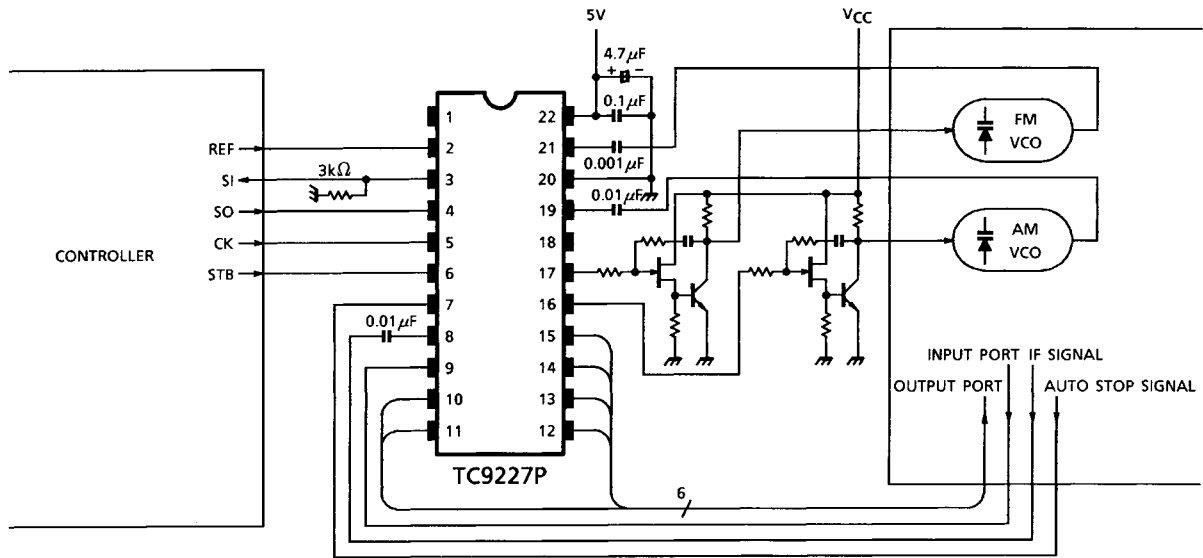 5V
VCC
4.7μF
+ −
0.1μF
0.001μF
0.01μF
FM
VCO
AM
VCO
CONTROLLER
REF
SI
SO
CK
STB
3kΩ
0.01μF
1
2
3
4
5
6
7
8
9
10
11
22
21
20
19
18
17
16
15
14
13
12
TC9227P
INPUT PORT IF SIGNAL
OUTPUT PORT
AUTO STOP SIGNAL
6